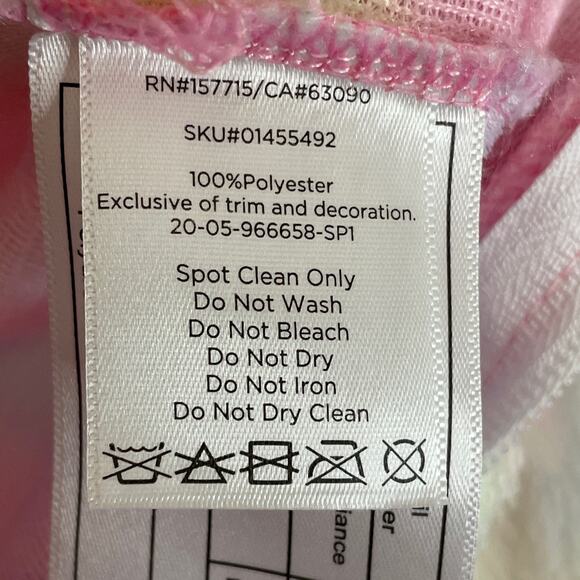 RN#157715/CA#63090
SKU#01455492
100%Polyester
Exclusive of trim and decoration.
20-05-966658-SP1
Spot Clean Only
Do Not Wash
Do Not Bleach
Do Not Dry
Do Not Iron
Do Not Dry Clean